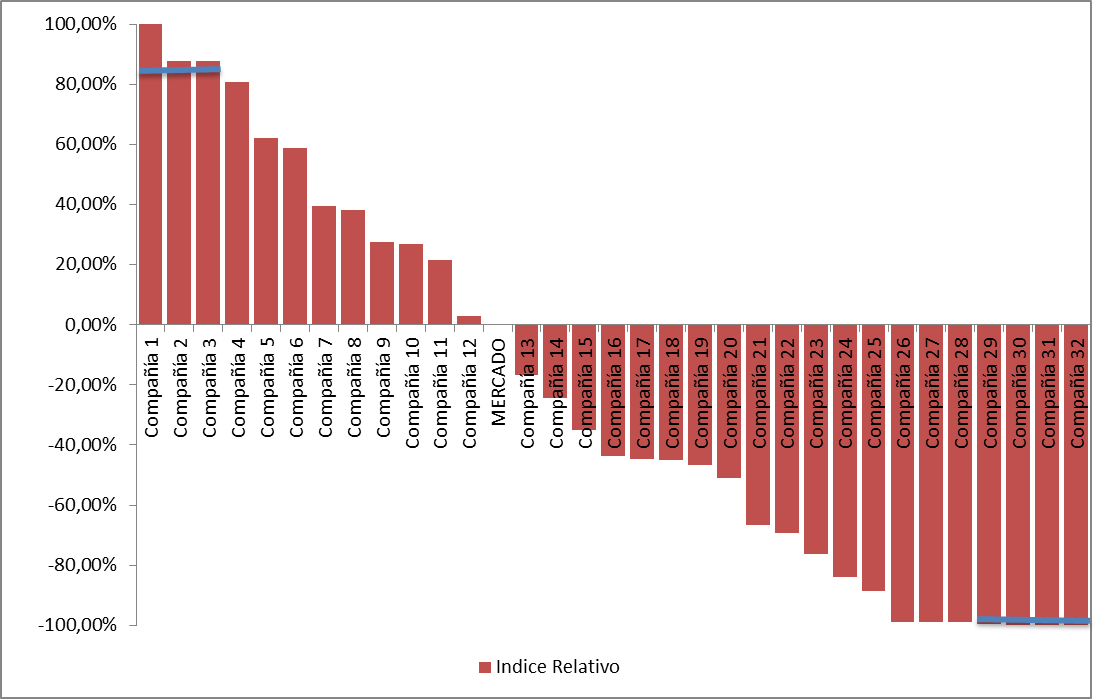 100,00%
80,00%
60,00%
40,00%
20,00%
0,00%
-20,00%
-40,00%
-60,00%
-80,00%
-100,00%
Compañía 1
Compañía 2
Compañía 3
Compañía 4
Compañía 5
Compañía 6
Compañía 7
Compañía 8
Compañía 9
Compañía 10
Compañía 11
Compañía 12
MERCADO
Compañía 13
Compañía 14
Compañía 15
Compañía 16
Compañía 17
Compañía 18
Compañía 19
Compañía 20
Compañía 21
Compañía 22
Compañía 23
Compañía 24
Compañía 25
Compañía 26
Compañía 27
Compañía 28
Compañía 29
Compañía 30
Compañía 31
Compañía 32
Indice Relativo